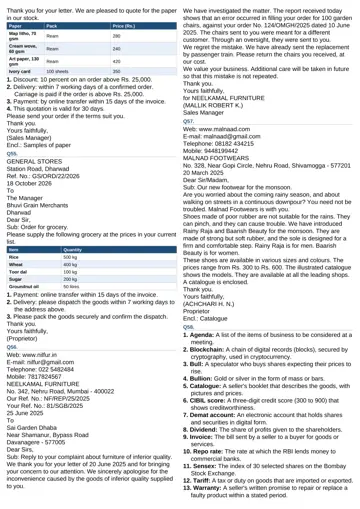 Thank you for your letter. We are pleased to quote for the paper
in our stock.
Paper Pack Price (Rs.)
Map litho, 70
gsm Ream 280
Cream wove,
60 gsm Ream 240
Art paper, 130
gsm Ream 420
Ivory card 100 sheets 350
1. Discount: 10 percent on an order above Rs. 25,000.
2. Delivery: within 7 working days of a confirmed order.
Carriage is paid if the order is above Rs. 25,000.
3. Payment: by online transfer within 15 days of the invoice.
4. This quotation is valid for 30 days.
Please send your order if the terms suit you.
Thank you.
Yours faithfully,
(Sales Manager)
Encl.: Samples of paper
Q55.
GENERAL STORES
Station Road, Dharwad
Ref. No.: GS/ORD/22/2026
18 October 2026
To
The Manager
Bhuvi Grain Merchants
Dharwad
Dear Sir,
Sub: Order for grocery.
Please supply the following grocery at the prices in your current
list.
Item Quantity
Rice 500 kg
Wheat 400 kg
Toor dal 100 kg
Sugar 200 kg
Groundnut oil 50 litres
1. Payment: online transfer within 15 days of the invoice.
2. Delivery: please dispatch the goods within 7 working days to
the address above.
3. Please pack the goods securely and confirm the dispatch.
Thank you.
Yours faithfully,
(Proprietor)
Q56.
Web: www.nilfur.in
E-mail: nilfur@gmail.com
Telephone: 022 5482484
Mobile: 7817824567
NEELKAMAL FURNITURE
No. 342, Nehru Road, Mumbai - 400022
Our Ref. No.: NF/REP/25/2025
Your Ref. No.: 81/SGB/2025
25 June 2025
To
Sai Garden Dhaba
Near Shamanur, Bypass Road
Davanagere - 577005
Dear Sirs,
Sub: Reply to your complaint about furniture of inferior quality.
We thank you for your letter of 20 June 2025 and for bringing
your concern to our attention. We sincerely apologise for the
inconvenience caused by the goods of inferior quality supplied
to you.
We have investigated the matter. The report received today
shows that an error occurred in filling your order for 100 garden
chairs, against your order No. 124/OMGH/2025 dated 10 June
2025. The chairs sent to you were meant for a different
customer. Through an oversight, they were sent to you.
We regret the mistake. We have already sent the replacement
by passenger train. Please return the chairs you received, at
our cost.
We value your business. Additional care will be taken in future
so that this mistake is not repeated.
Thank you.
Yours faithfully,
for NEELKAMAL FURNITURE
(MALLIK ROBERT K.)
Sales Manager
Q57.
Web: www.malnaad.com
E-mail: malnad@gmail.com
Telephone: 08182 434215
Mobile: 9448199442
MALNAD FOOTWEARS
No. 328, Near Gopi Circle, Nehru Road, Shivamogga - 577201
20 March 2025
Dear Sir/Madam,
Sub: Our new footwear for the monsoon.
Are you worried about the coming rainy season, and about
walking on streets in a continuous downpour? You need not be
troubled. Malnad Footwears is with you.
Shoes made of poor rubber are not suitable for the rains. They
can pinch, and they can cause trouble. We have introduced
Rainy Raja and Baarish Beauty for the monsoon. They are
made of strong but soft rubber, and the sole is designed for a
firm and comfortable step. Rainy Raja is for men. Baarish
Beauty is for women.
These shoes are available in various sizes and colours. The
prices range from Rs. 300 to Rs. 600. The illustrated catalogue
shows the models. They are available at all the leading shops.
A catalogue is enclosed.
Thank you.
Yours faithfully,
(ACHCHARI H. N.)
Proprietor
Encl.: Catalogue
Q58.
1. Agenda: A list of the items of business to be considered at a
meeting.
2. Blockchain: A chain of digital records (blocks), secured by
cryptography, used in cryptocurrency.
3. Bull: A speculator who buys shares expecting their prices to
rise.
4. Bullion: Gold or silver in the form of mass or bars.
5. Catalogue: A seller's booklet that describes the goods, with
pictures and prices.
6. CIBIL score: A three-digit credit score (300 to 900) that
shows creditworthiness.
7. Demat account: An electronic account that holds shares
and securities in digital form.
8. Dividend: The share of profits given to the shareholders.
9. Invoice: The bill sent by a seller to a buyer for goods or
services.
10. Repo rate: The rate at which the RBI lends money to
commercial banks.
11. Sensex: The index of 30 selected shares on the Bombay
Stock Exchange.
12. Tariff: A tax or duty on goods that are imported or exported.
13. Warranty: A seller's written promise to repair or replace a
faulty product within a stated period.